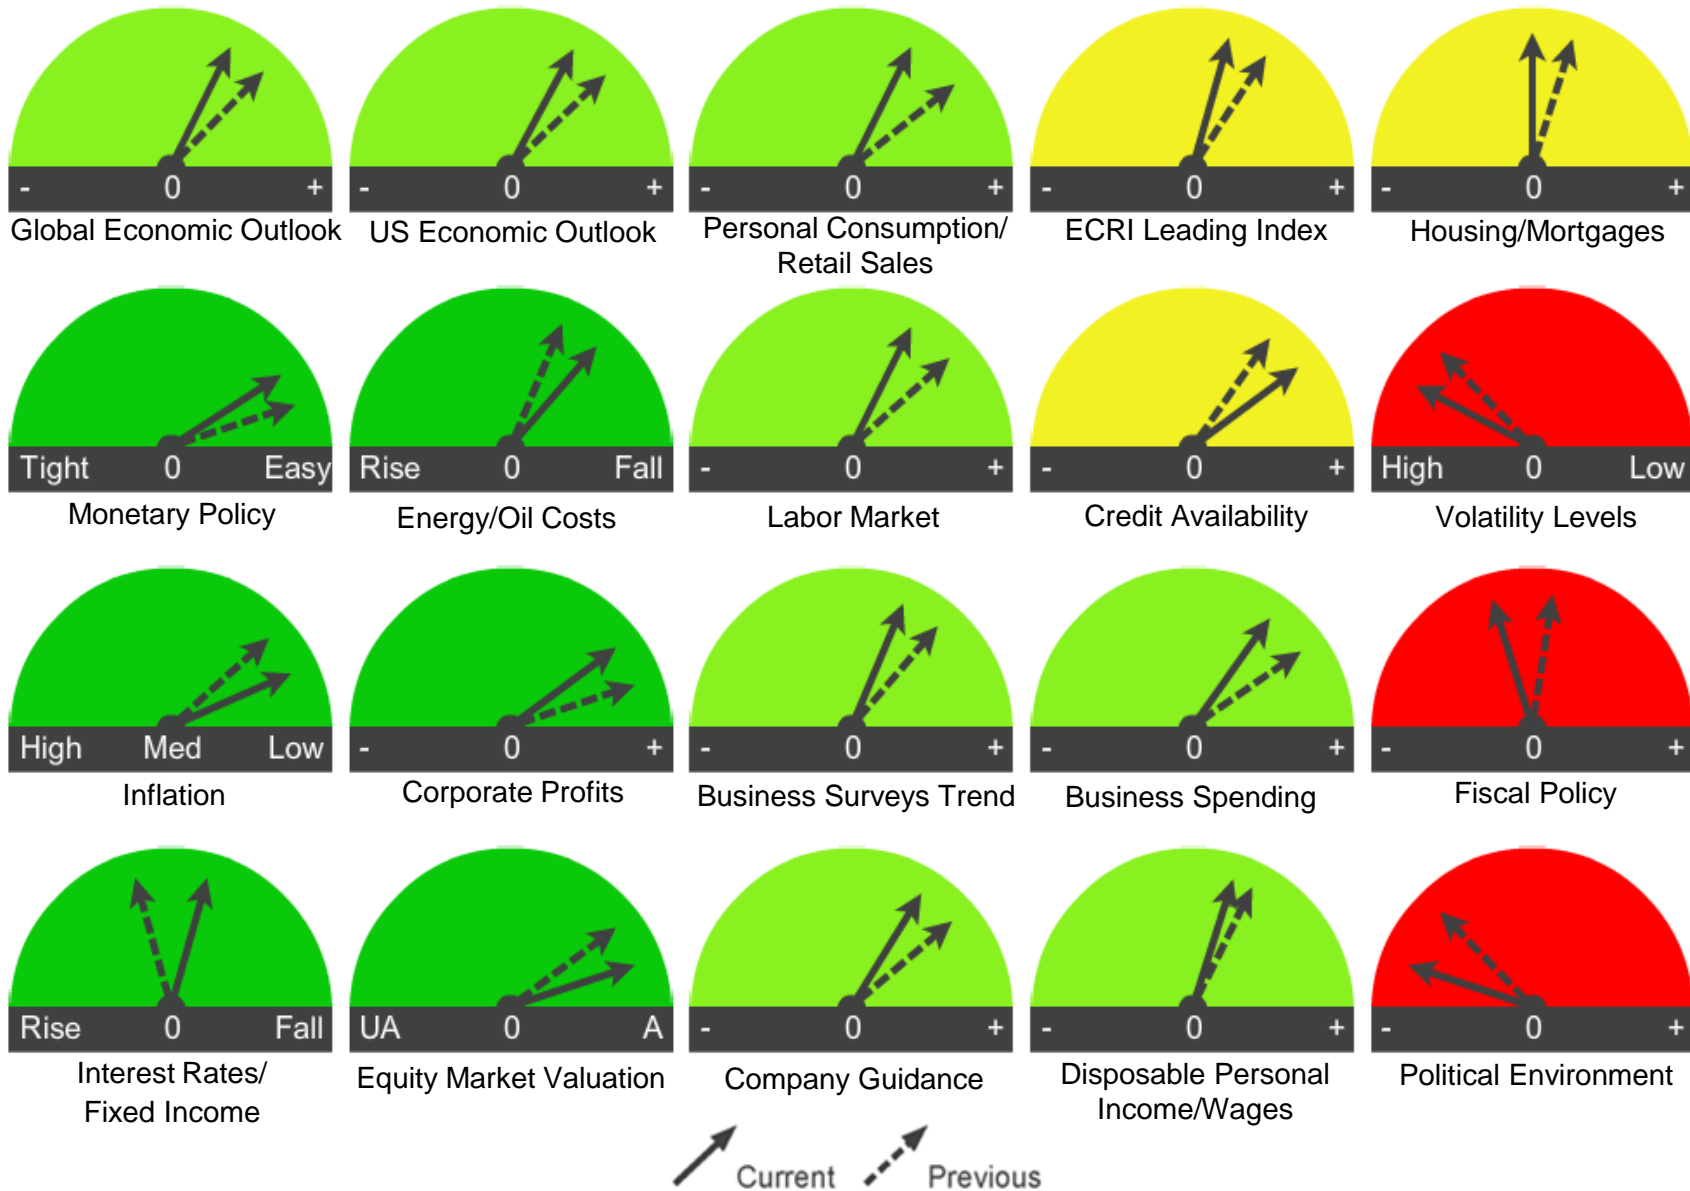 - 0 +
Global Economic Outlook
- 0 +
US Economic Outlook
- 0 +
Personal Consumption/
Retail Sales
- 0 +
ECRI Leading Index
- 0 +
Housing/Mortgages
Tight 0 Easy
Monetary Policy
Rise 0 Fall
Energy/Oil Costs
- 0 +
Labor Market
- 0 +
Credit Availability
High 0 Low
Volatility Levels
High Med Low
Inflation
- 0 +
Corporate Profits
- 0 +
Business Surveys Trend
- 0 +
Business Spending
- 0 +
Fiscal Policy
Rise 0 Fall
Interest Rates/
Fixed Income
UA 0 A
Equity Market Valuation
- 0 +
Company Guidance
- 0 +
Disposable Personal
Income/Wages
- 0 +
Political Environment
Current Previous